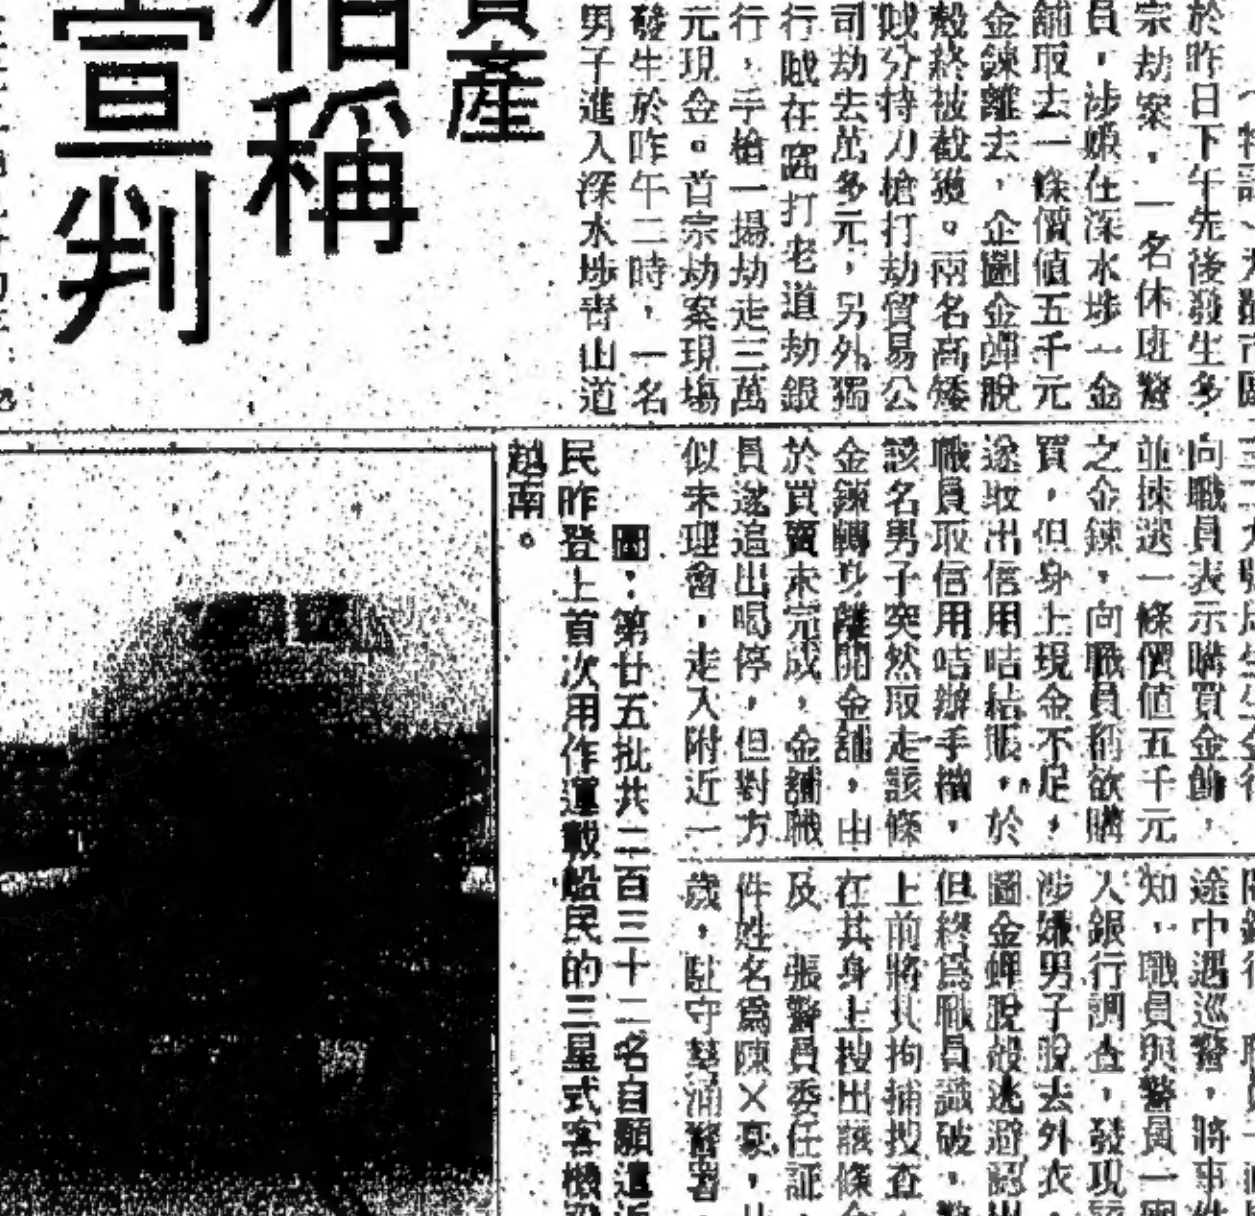 於昨日下午先後發生多
宗劫案，一名休班警
員，涉嫌在深水埗一金
舖取去一條價值五千元
金鍊離去，企圖金蟬脫
殼終被截獲。兩名高矮
賊分持刀槍打劫貿易公
司劫去萬多元，另外獨
行賊在窩打老道劫銀
行，手槍一揚劫走三萬
元現金。首宗劫案現場
發生於昨午二時，一名
男子進入深水埗青山道
向職員表示購買金飾，
並揀選一條價值五千元
之金鍊，向職員稱欲購
買，但身上現金不足，
遂取出信用咭結賬，於
職員取信用咭辦手續，
該名男子突然取走該條
金鍊轉身離開金舖，由
於買賣未完成，金舖職
員遂追出喝停，但對方
似未理會，走入附近一
途中遇巡警，將事件
知，職員與警員一
人銀行調查，發現
涉嫌男子脫去外衣，
圖金蟬脫殼逃避認出
但終為職員識破，警
上前將其拘捕搜查，
在其身上搜出該條金
及 張警員委任証
件姓名為陳×豪，
歲，駐守 涌警署
產
稱
宣判
圖：第廿五批共二百三十二名自願遣返
民昨登上首次用作運載船民的三星式客機
越南。